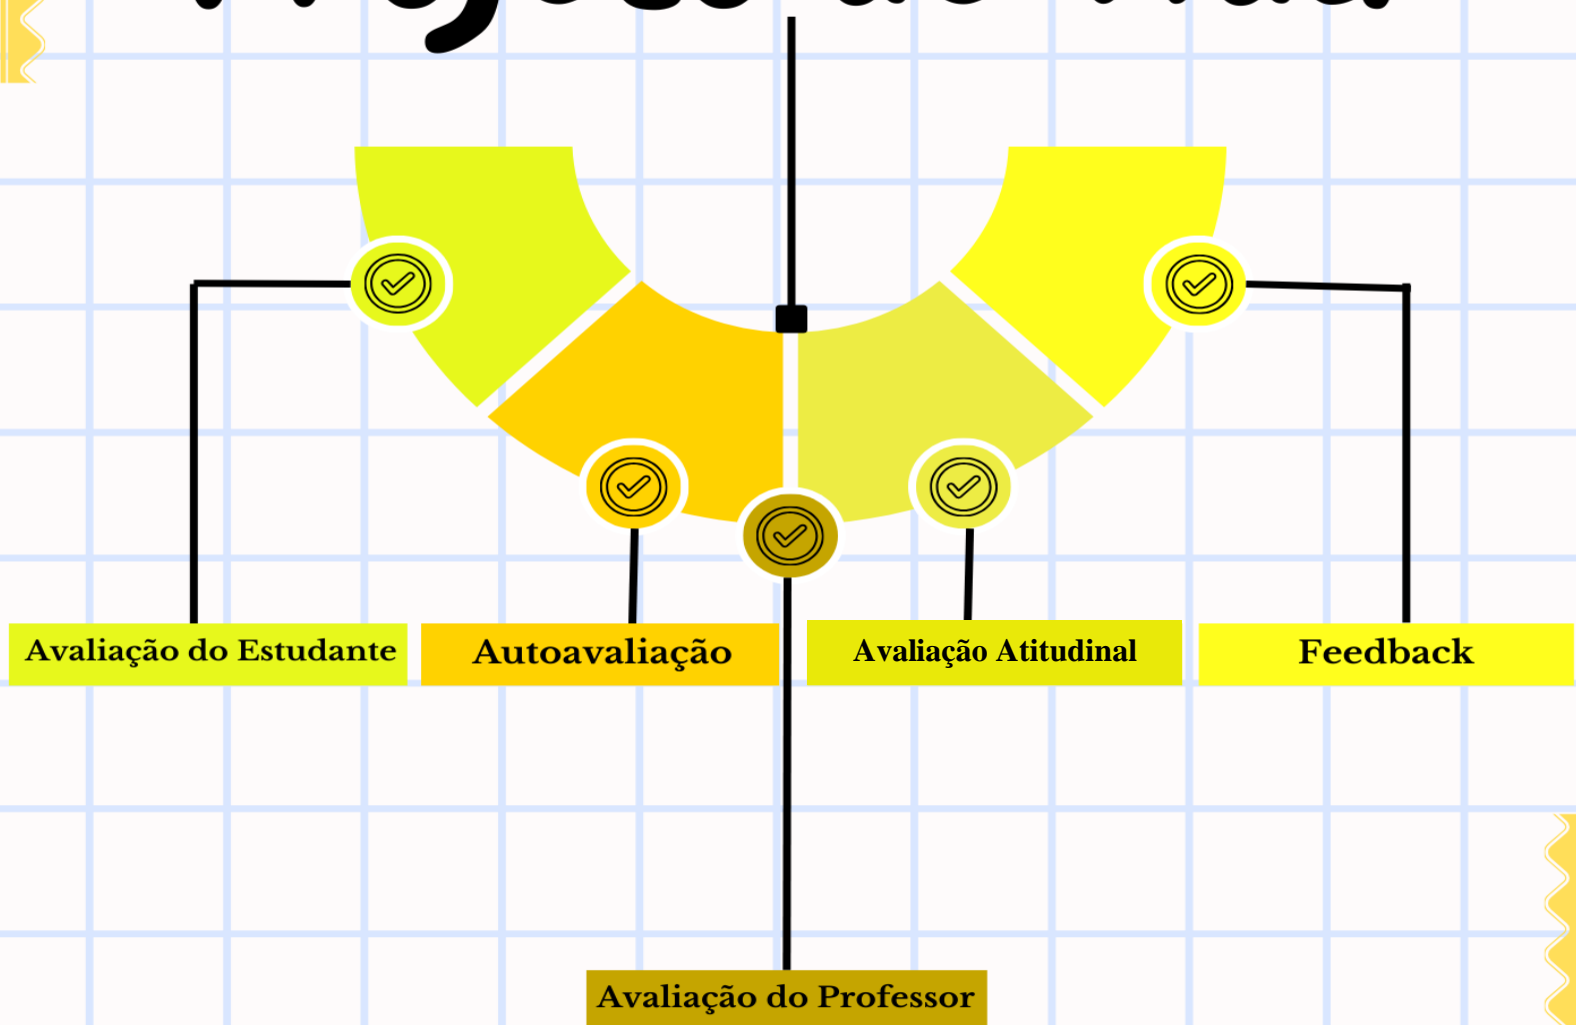 Avaliação do Estudante
Autoavaliação
Avaliação Atitudinal
Feedback
Avaliação do Professor